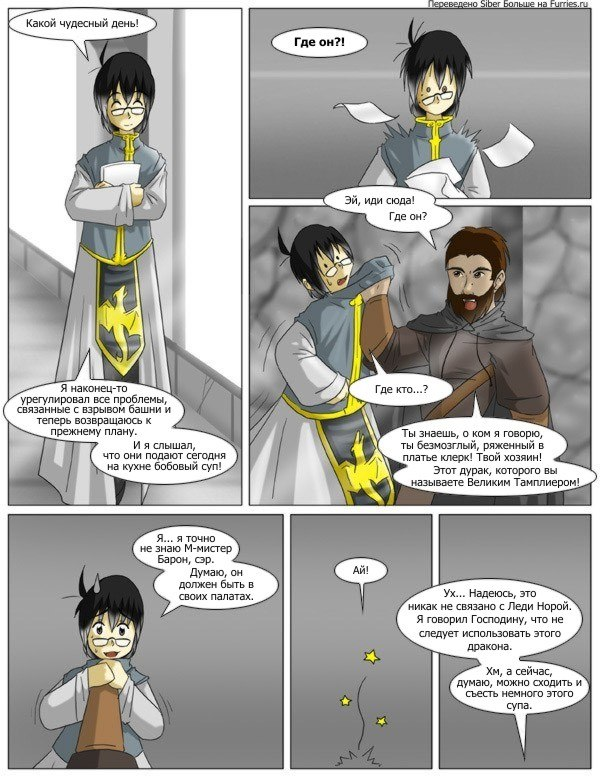 Переведено Siber Больше на Furries.ru
Какой чудесный день!
Я наконец-то
урегулировал все проблемы,
связанные с взрывом башни и
теперь возвращаюсь к
прежнему плану.
И я слышал,
что они подают сегодня
на кухне бобовый суп!
Где он?!
Эй, иди сюда!
Где он?
Где кто...?
Ты знаешь, о ком я говорю,
ты безмозглый, ряженный в
платье клерк! Твой хозяин!
Этот дурак, которого вы
называете Великим Тамплиером!
Я... я точно
не знаю М-мистер
Барон, сэр.
Думаю, он
должен быть в
своих палатах.
Ай!
Ух... Надеюсь, это
никак не связано с Леди Норой.
Я говорил Господину, что не
следует использовать этого
дракона.
Хм, а сейчас,
думаю, можно сходить и
съесть немного этого
супа.